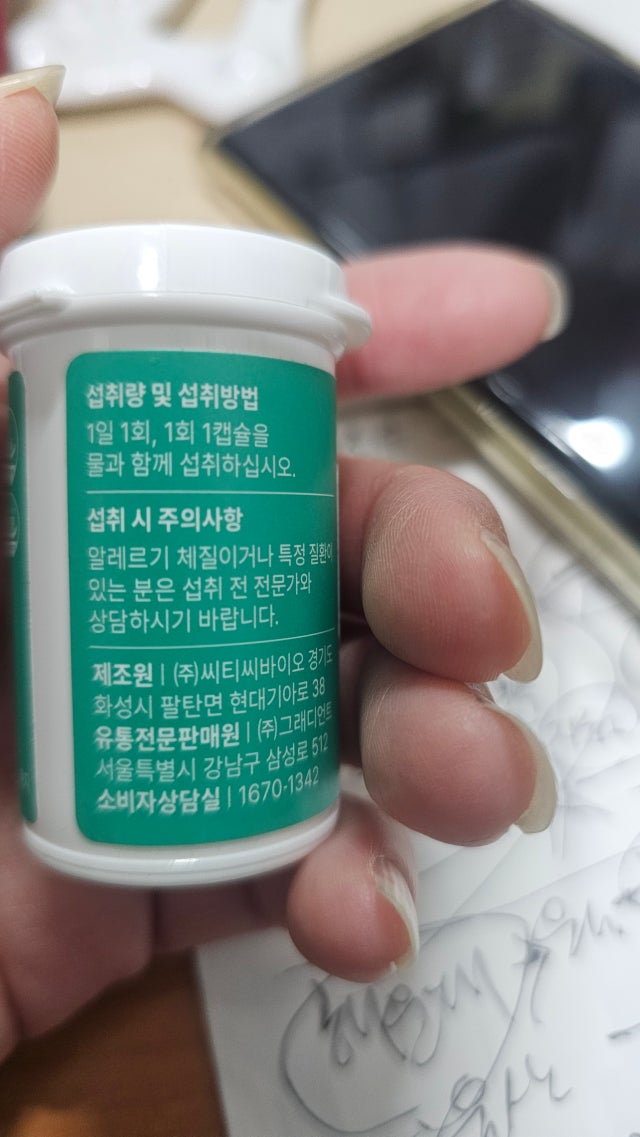 섭취량 및 섭취방법
1일 1회, 1회 1캡슐을
물과 함께 섭취하십시오.
섭취 시 주의사항
알레르기 체질이거나 특정 질환이
있는 분은 섭취 전 전문가와
상담하시기 바랍니다.
제조원 | (주)씨티씨바이오 경기도
화성시 팔탄면 현대기아로 38
유통전문판매원 | (주)그래디언트
서울특별시 강남구 삼성로 512
소비자상담실 | 1670-1342